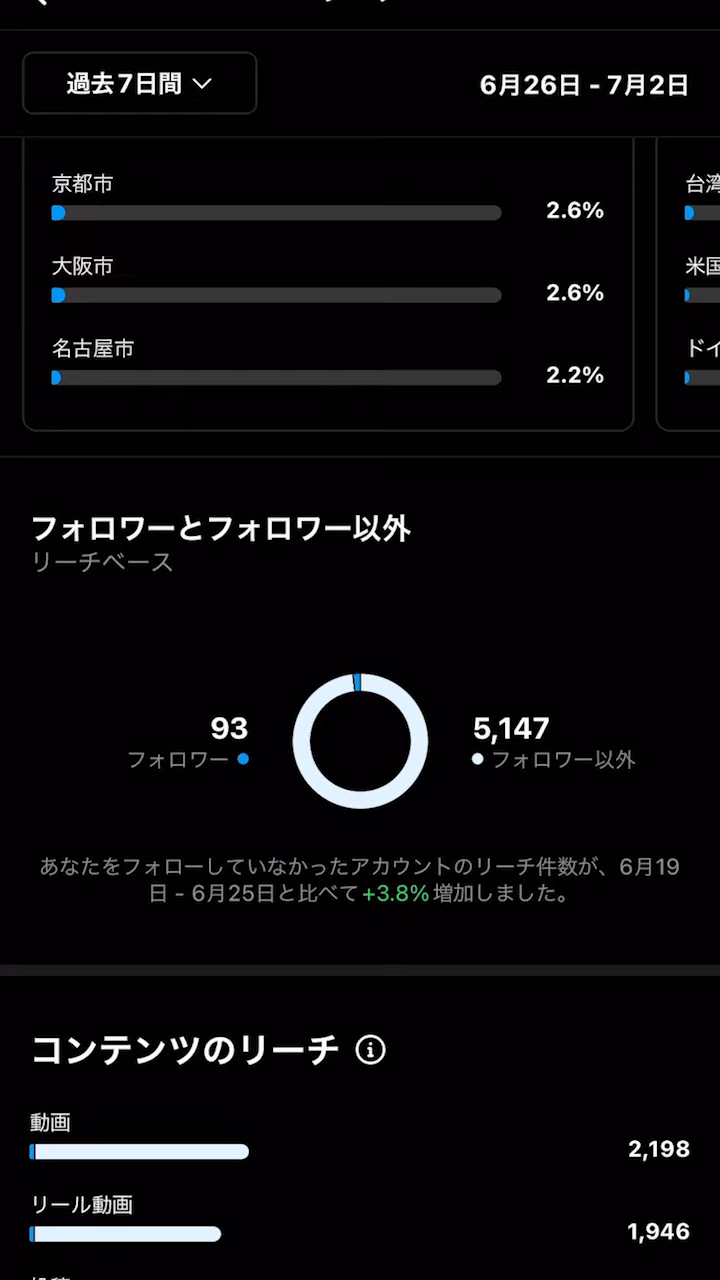 過去7日間
6月26日 - 7月2日
京都市
2.6%
大阪市
2.6%
名古屋市
2.2%
台湾
米国
ドイ
フォロワーとフォロワー以外
リーチベース
93
フォロワー
5,147
フォロワー以外
あなたをフォローしていなかったアカウントのリーチ件数が、6月19
日 - 6月25日と比べて+3.8%増加しました。
コンテンツのリーチ
動画
2,198
リール動画
1,946